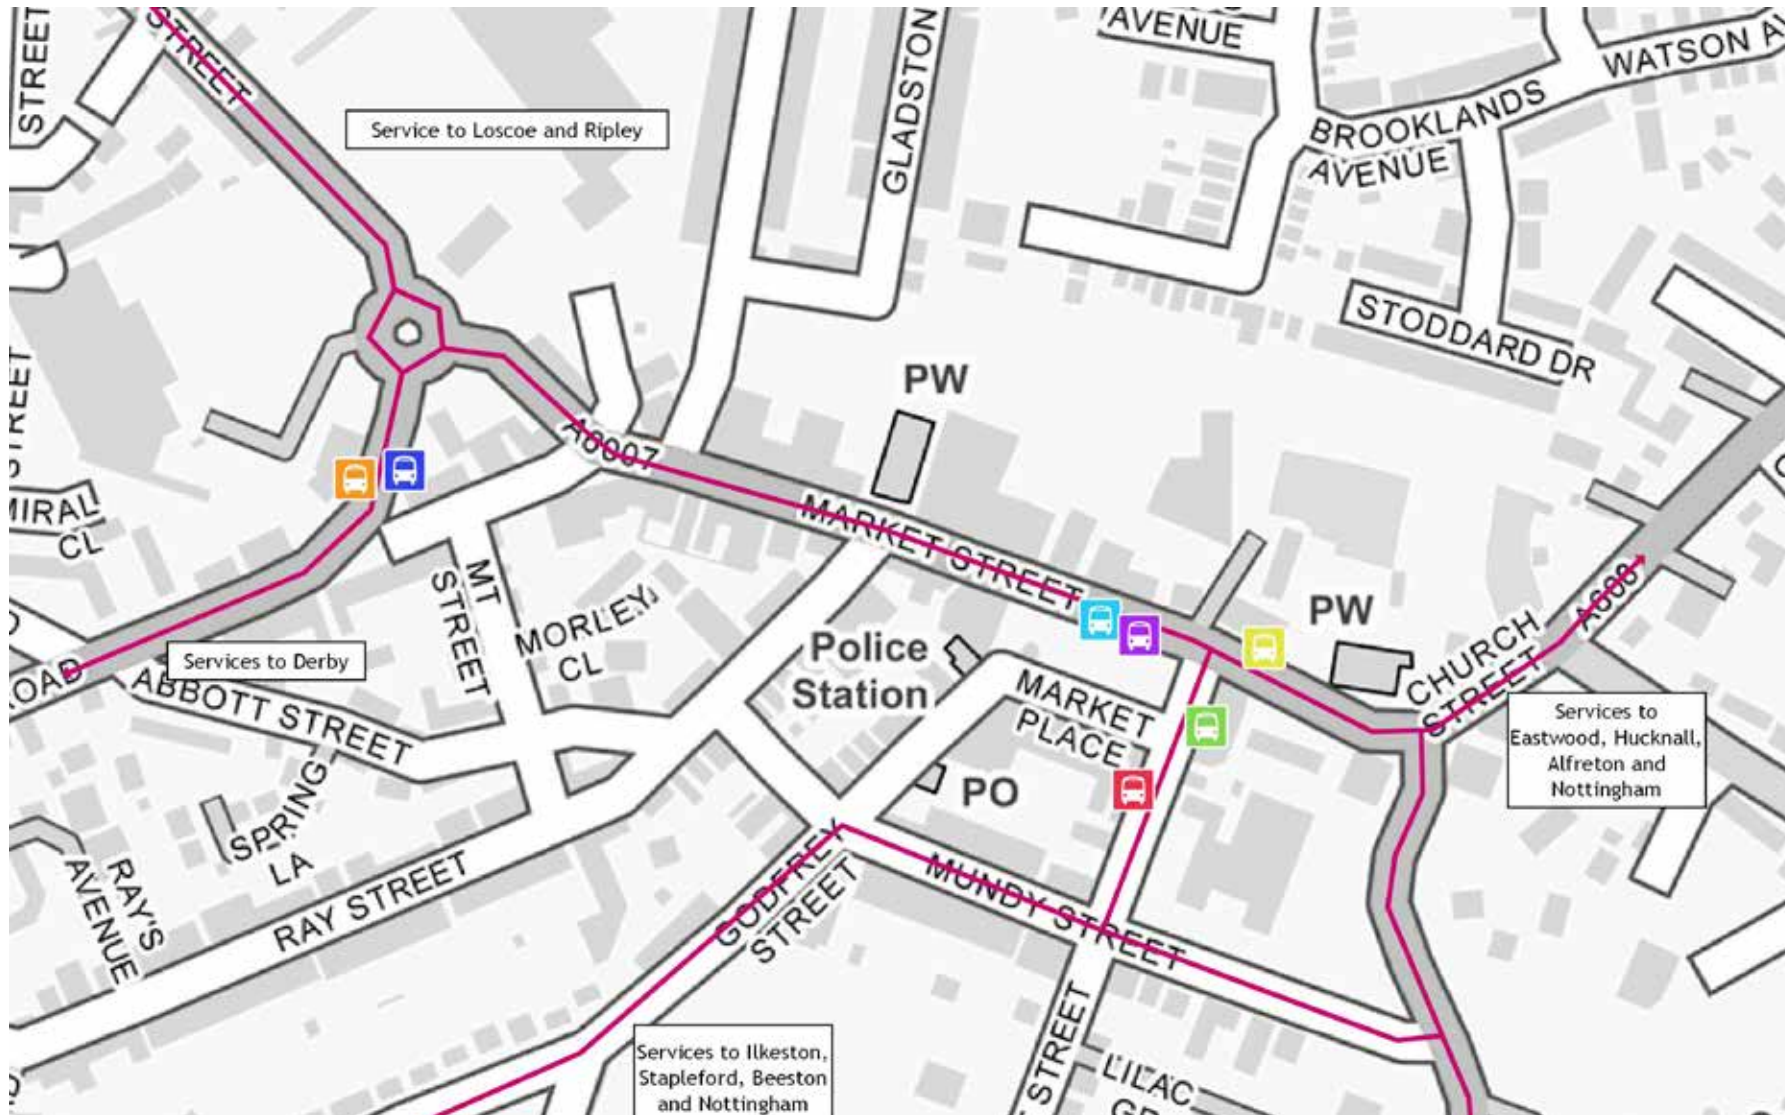 STREET
STREET
Service to Loscoe and Ripley
GLADSTON
AVENUE
WATSON AV
BROOKLANDS
AVENUE
STODDARD DR
PW
STREET
A6007
MIRAL
CL
MARKET STREET
MT
STREET
MORLEY
CL
Police
Station
PW
CHURCH
STREET
A608
OAD
Services to Derby
ABBOTT STREET
MARKET
PLACE
Services to
Eastwood, Hucknall,
Alfreton and
Nottingham
PO
SPRING
LA
RAY'S
AVENUE
RAY STREET
GODFREY
STREET
MUNDY STREET
STREET
Services to Ilkeston,
Stapleford, Beeston
and Nottingham
LILAC